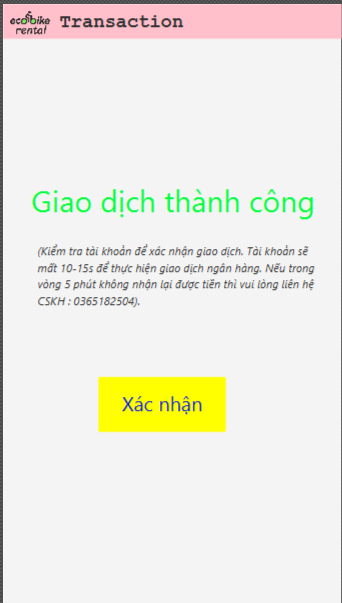 ecobike
rental
Transaction
Giao dịch thành công
(Kiểm tra tài khoản để xác nhận giao dịch. Tài khoản sẽ
mất 10-15s để thực hiện giao dịch ngân hàng. Nếu trong
vòng 5 phút không nhận lại được tiền thì vui lòng liên hệ
CSKH : 0365182504).
Xác nhận